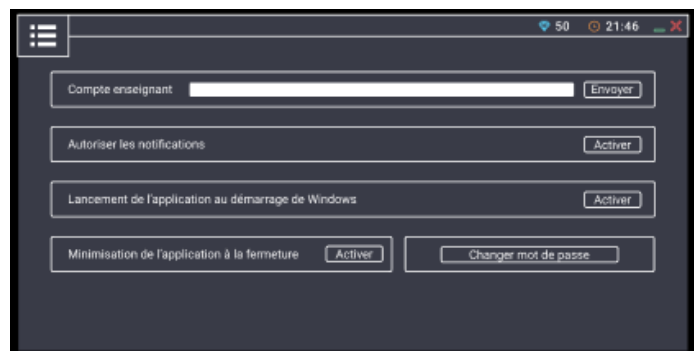 50 21:46
Compte enseignant Envoyer
Autoriser les notifications Activer
Lancement de l'application au démarrage de Windows Activer
Minimisation de l'application à la fermeture Activer Changer mot de passe